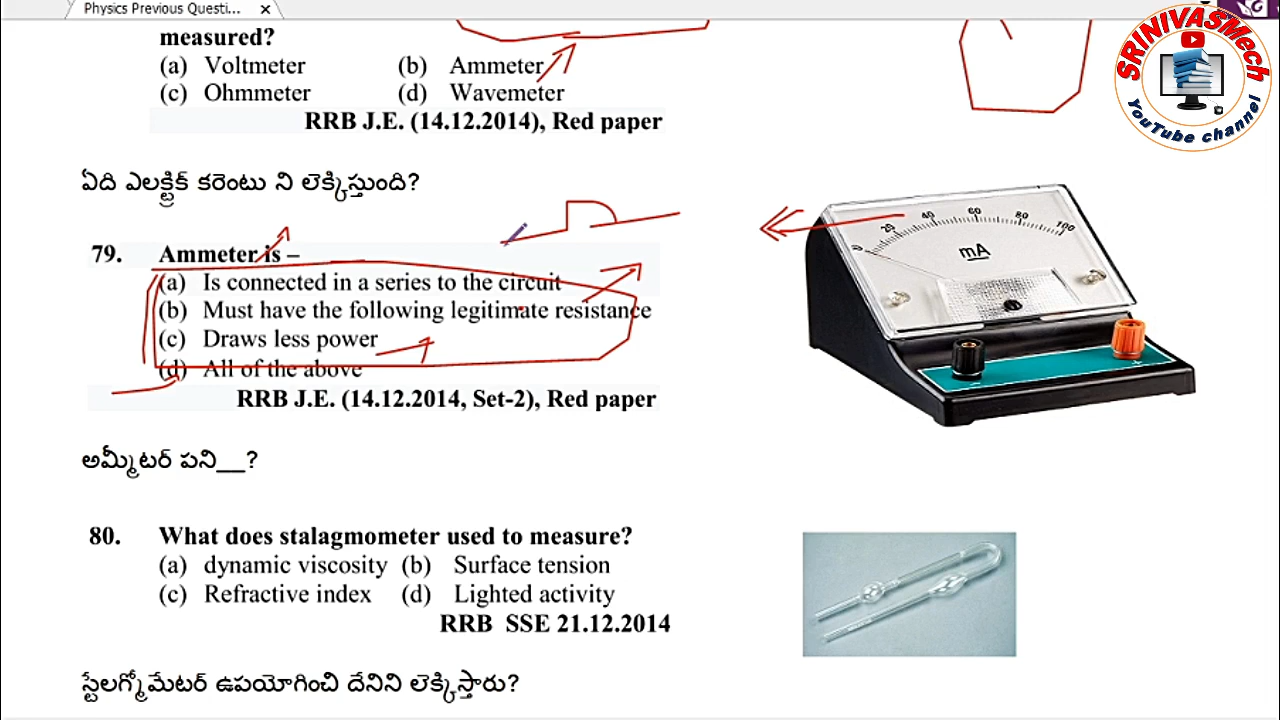 Physics Previous Questi... ×
measured?
(a) Voltmeter (b) Ammeter
(c) Ohmmeter (d) Wavemeter
RRB J.E. (14.12.2014), Red paper
ఏది ఎలక్ట్రిక్ కరెంటు ని లెక్కిస్తుంది?
79. Ammeter is –
(a) Is connected in a series to the circuit
(b) Must have the following legitimate resistance
(c) Draws less power
(d) All of the above
RRB J.E. (14.12.2014, Set-2), Red paper
అమ్మీటర్ పని__?
80. What does stalagmometer used to measure?
(a) dynamic viscosity (b) Surface tension
(c) Refractive index (d) Lighted activity
RRB SSE 21.12.2014
స్టేలగ్మోమేటర్ ఉపయోగించి దేనిని లెక్కిస్తారు?
SRINIVASMech
YouTube channel
0 20 40 60 80 100
mA